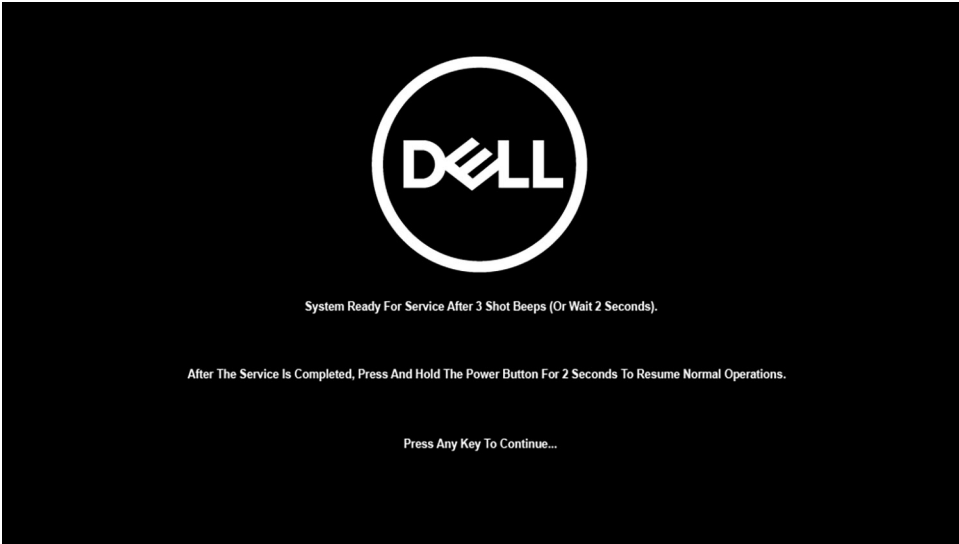 DELL
System Ready For Service After 3 Shot Beeps (Or Wait 2 Seconds).
After The Service Is Completed, Press And Hold The Power Button For 2 Seconds To Resume Normal Operations.
Press Any Key To Continue...